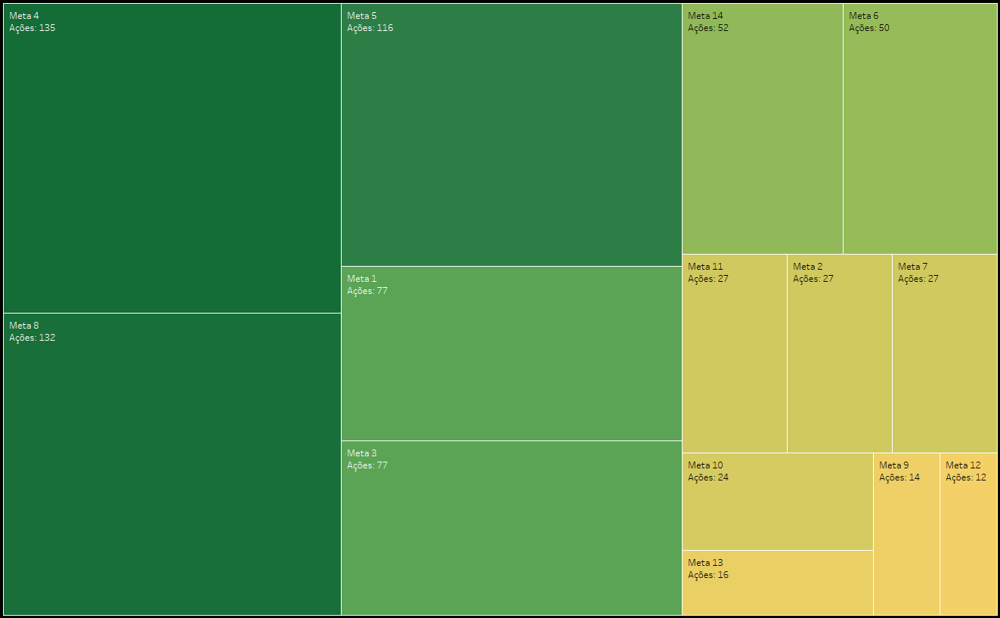 Meta 4
Ações: 135
Meta 8
Ações: 132
Meta 5
Ações: 116
Meta 1
Ações: 77
Meta 3
Ações: 77
Meta 14
Ações: 52
Meta 6
Ações: 50
Meta 11
Ações: 27
Meta 2
Ações: 27
Meta 7
Ações: 27
Meta 10
Ações: 24
Meta 13
Ações: 16
Meta 9
Ações: 14
Meta 12
Ações: 12